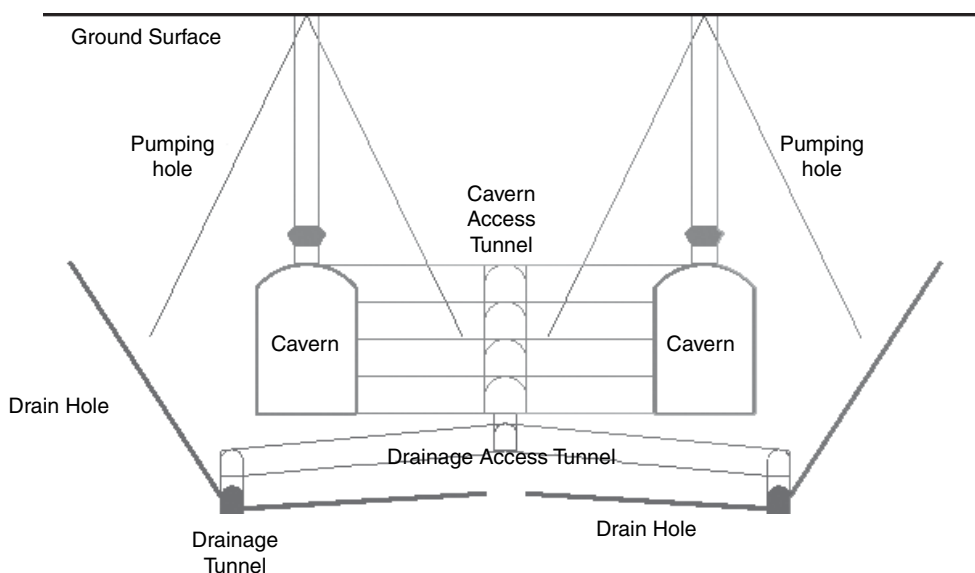 Ground Surface
Pumping
hole
Pumping
hole
Cavern
Access
Tunnel
Cavern
Cavern
Drain Hole
Drainage Access Tunnel
Drain Hole
Drainage
Tunnel